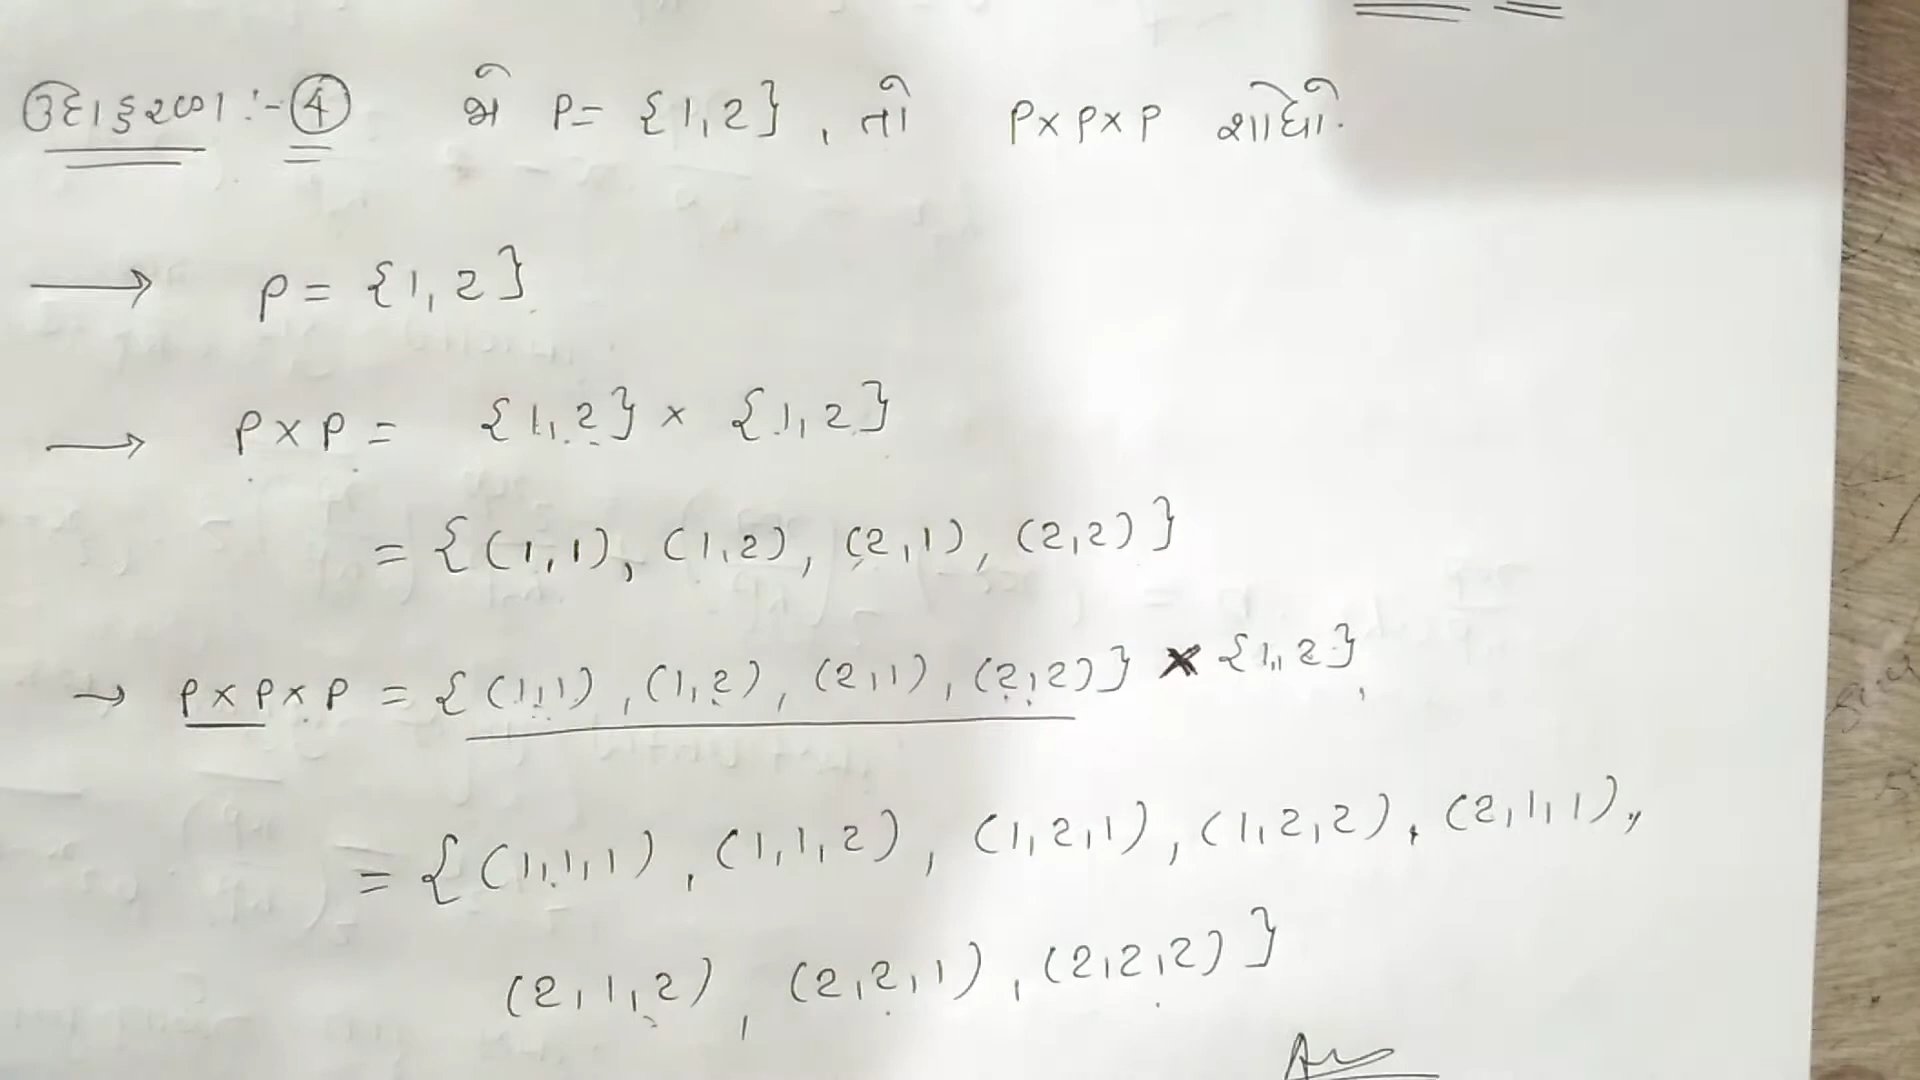 ઉદાહરણ :- ④ જો P = {1,2}, તો P×P×P શોધો.
→ P = {1,2}
→ P×P = {1,2} × {1,2}
= {(1,1), (1,2), (2,1), (2,2)}
→ P×P×P = {(1,1), (1,2), (2,1), (2,2)} × {1,2}
= {(1,1,1), (1,1,2), (1,2,1), (1,2,2), (2,1,1),
(2,1,2), (2,2,1), (2,2,2)}
Ans